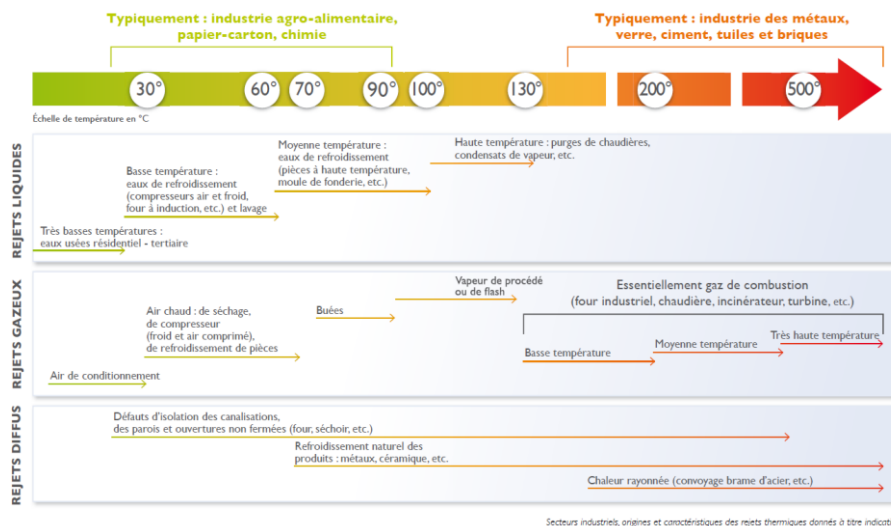 Typiquement : industrie agro-alimentaire,
papier-carton, chimie
Typiquement : industrie des métaux,
verre, ciment, tuiles et briques
30°
60°
70°
90°
100°
130°
200°
500°
Échelle de température en °C
REJETS LIQUIDES
Haute température : purges de chaudières,
condensats de vapeur, etc.
Moyenne température :
eaux de refroidissement
(pièces à haute température,
moule de fonderie, etc.)
Basse température :
eaux de refroidissement
(compresseurs air et froid,
four à induction, etc.) et lavage
Très basses températures :
eaux usées résidentiel - tertiaire
REJETS GAZEUX
Vapeur de procédé
ou de flash
Essentiellement gaz de combustion
(four industriel, chaudière, incinérateur, turbine, etc.)
Buées
Air chaud : de séchage,
de compresseur
(froid et air comprimé),
de refroidissement de pièces
Très haute température
Moyenne température
Basse température
Air de conditionnement
REJETS DIFFUS
Défauts d'isolation des canalisations,
des parois et ouvertures non fermées (four, séchoir, etc.)
Refroidissement naturel des
produits : métaux, céramique, etc.
Chaleur rayonnée (convoyage brame d'acier, etc.)
Secteurs industriels, origines et caractéristiques des rejets thermiques donnés à titre indicat